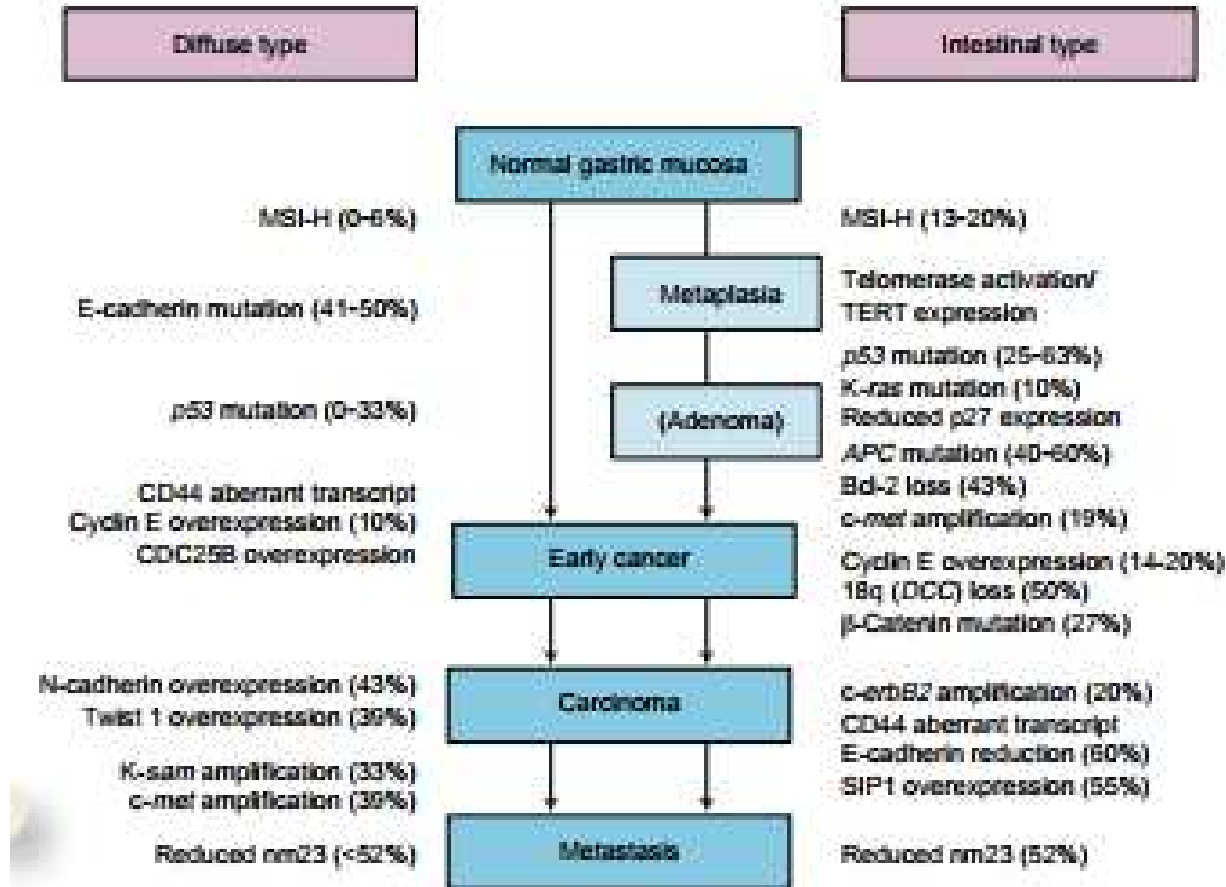 Diffuse type
Intestinal type
Normal gastric mucosa
MSI-H (0-6%)
E-cadherin mutation (41-50%)
p53 mutation (0-33%)
CD44 aberrant transcript
Cyclin E overexpression (10%)
CDC25B overexpression
N-cadherin overexpression (43%)
Twist 1 overexpression (39%)
K-sam amplification (33%)
c-met amplification (39%)
Reduced nm23 (<52%)
Metaplasia
(Adenoma)
Early cancer
Carcinoma
Metastasis
MSI-H (13-20%)
Telomerase activation/
TERT expression
p53 mutation (25-63%)
K-ras mutation (10%)
Reduced p27 expression
APC mutation (40-60%)
Bcl-2 loss (43%)
c-met amplification (19%)
Cyclin E overexpression (14-20%)
18q (DCC) loss (50%)
β-Catenin mutation (27%)
c-erbB2 amplification (20%)
CD44 aberrant transcript
E-cadherin reduction (60%)
SIP1 overexpression (55%)
Reduced nm23 (52%)